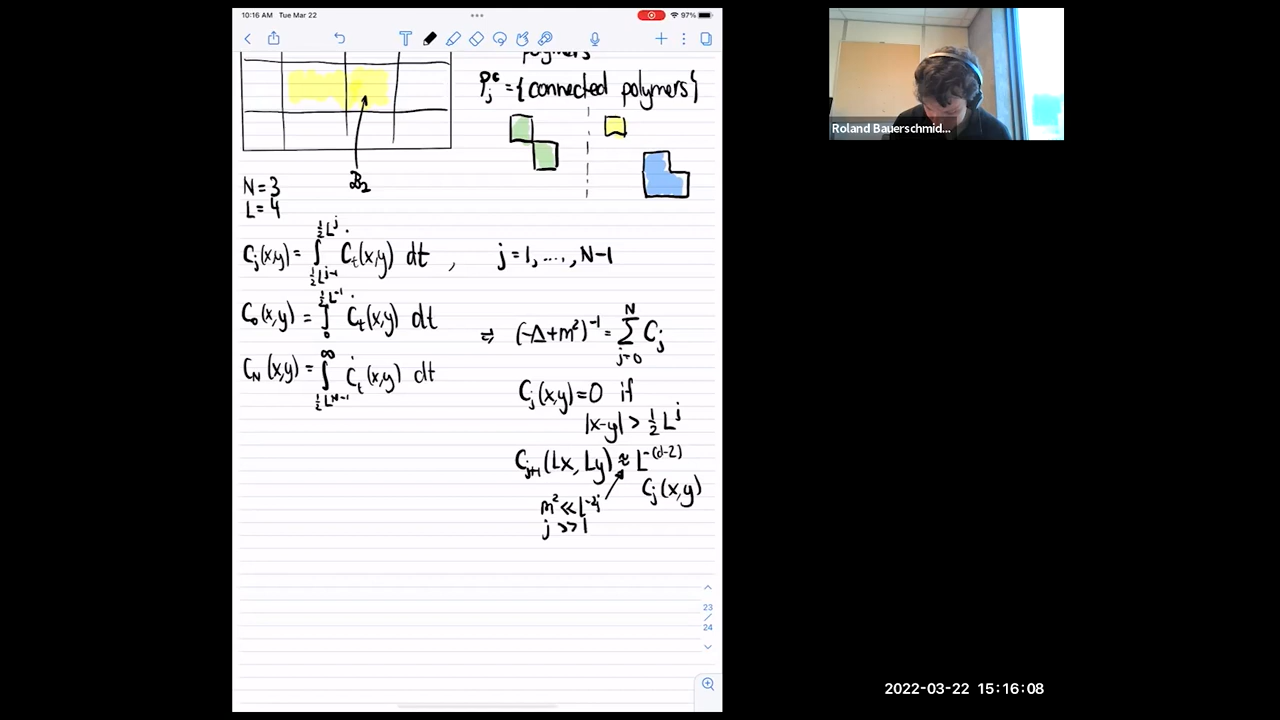 10:16 AM Tue Mar 22
97%
T
polymers
P_j^c = {connected polymers}
B_2
N=3
L=4
C_j(x,y) = ∫_{½L^{j-1}}^{½L^j} Ċ_t(x,y) dt , j=1,...,N-1
C_0(x,y) = ∫_0^{½L^{-1}} Ċ_t(x,y) dt
⇒ (-Δ+m²)^{-1} = Σ_{j=0}^N C_j
C_N(x,y) = ∫_{½L^{N-1}}^∞ Ċ_t(x,y) dt
C_j(x,y)=0 if
|x-y| > ½L^j
C_{j+1}(Lx, Ly) ≈ L^{-(d-2)}
C_j(x,y)
m² ≪ L^{-2j}
j ≫ 1
23
/
24
Roland Bauerschmid...
2022-03-22 15:16:08